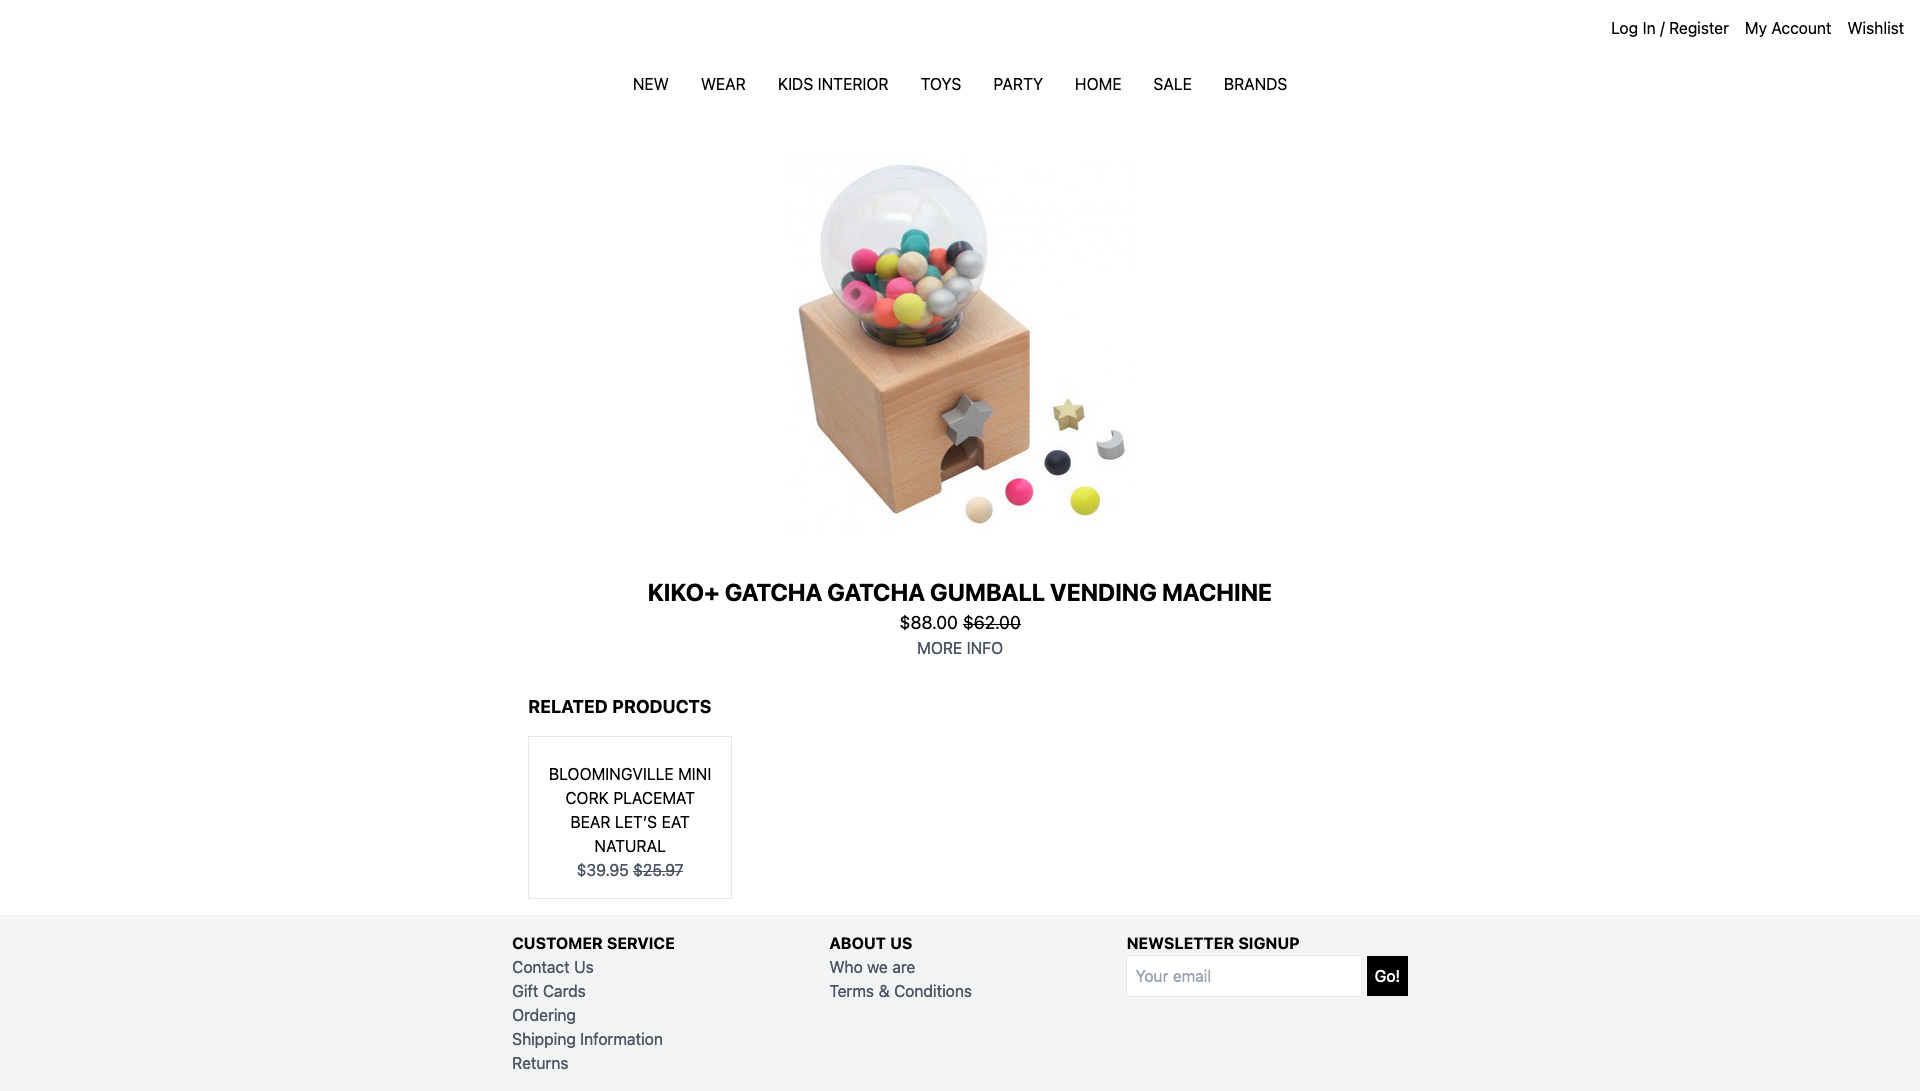 Log In / Register My Account Wishlist
NEW WEAR KIDS INTERIOR TOYS PARTY HOME SALE BRANDS
KIKO+ GATCHA GATCHA GUMBALL VENDING MACHINE
$88.00 $62.00
MORE INFO
RELATED PRODUCTS
BLOOMINGVILLE MINI
CORK PLACEMAT
BEAR LET’S EAT
NATURAL
$39.95 $25.97
CUSTOMER SERVICE
Contact Us
Gift Cards
Ordering
Shipping Information
Returns
ABOUT US
Who we are
Terms & Conditions
NEWSLETTER SIGNUP
Your email Go!